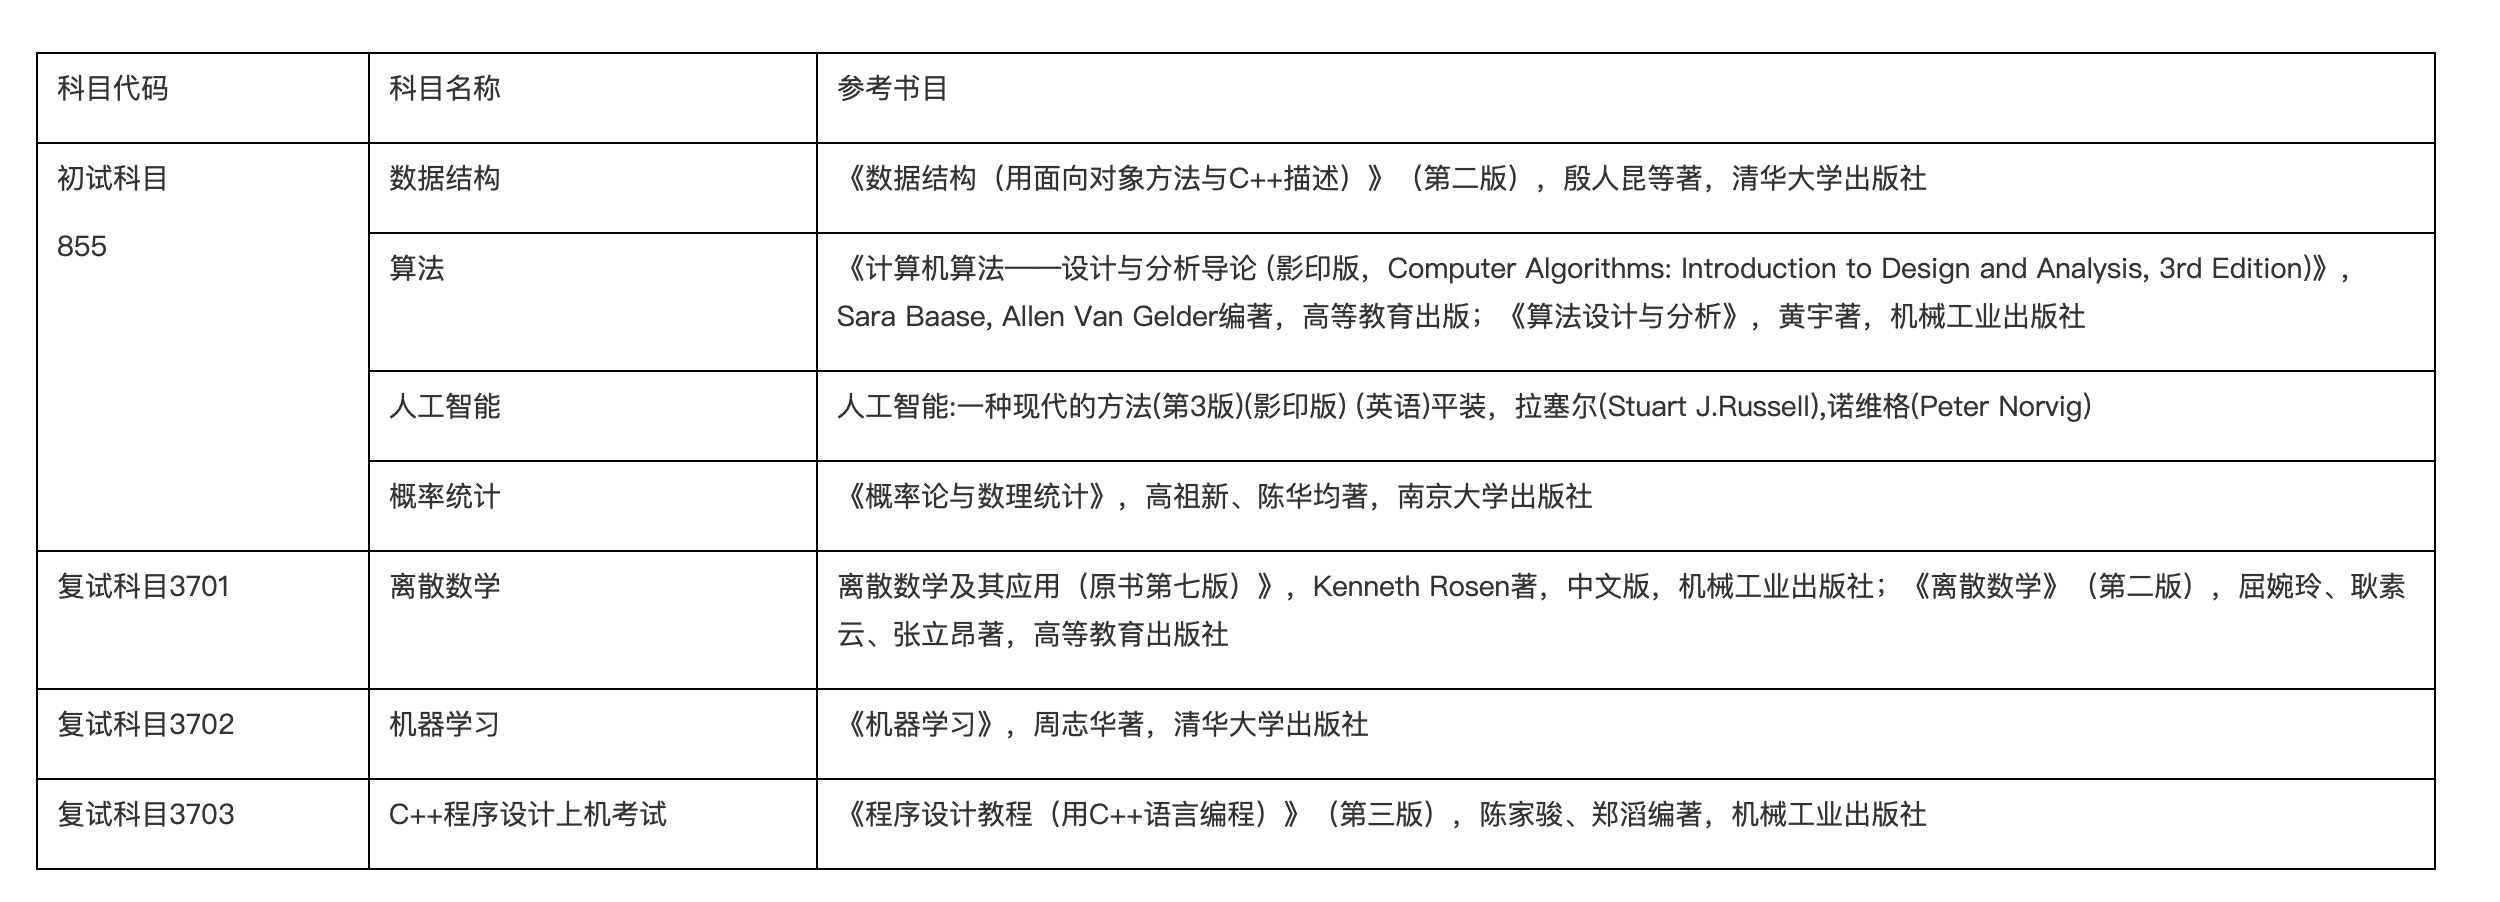 科目代码
科目名称
参考书目
初试科目
855
数据结构
《数据结构（用面向对象方法与C++描述）》（第二版），殷人昆等著，清华大学出版社
算法
《计算机算法——设计与分析导论 (影印版，Computer Algorithms: Introduction to Design and Analysis, 3rd Edition)》，
Sara Baase, Allen Van Gelder编著，高等教育出版；《算法设计与分析》，黄宇著，机械工业出版社
人工智能
人工智能:一种现代的方法(第3版)(影印版) (英语)平装，拉塞尔(Stuart J.Russell),诺维格(Peter Norvig)
概率统计
《概率论与数理统计》，高祖新、陈华均著，南京大学出版社
复试科目3701
离散数学
离散数学及其应用（原书第七版）》，Kenneth Rosen著，中文版，机械工业出版社；《离散数学》（第二版），屈婉玲、耿素
云、张立昂著，高等教育出版社
复试科目3702
机器学习
《机器学习》，周志华著，清华大学出版社
复试科目3703
C++程序设计上机考试
《程序设计教程（用C++语言编程）》（第三版），陈家骏、郑滔编著，机械工业出版社